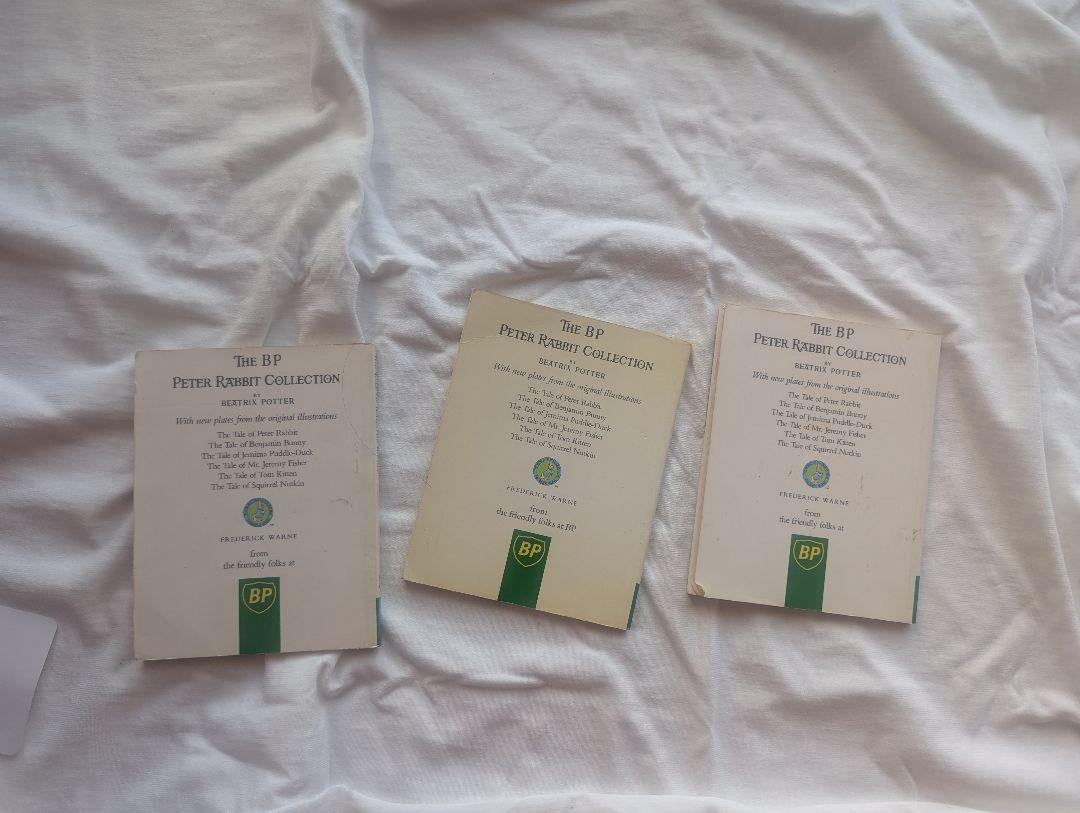 THE BP
PETER RABBIT COLLECTION
BY
BEATRIX POTTER
With new plates from the original illustrations
The Tale of Peter Rabbit
The Tale of Benjamin Bunny
The Tale of Jemima Puddle-Duck
The Tale of Mr. Jeremy Fisher
The Tale of Tom Kitten
The Tale of Squirrel Nutkin
FREDERICK WARNE
from
the friendly folks at
BP
THE BP
PETER RABBIT COLLECTION
BY
BEATRIX POTTER
With new plates from the original illustrations
The Tale of Peter Rabbit
The Tale of Benjamin Bunny
The Tale of Jemima Puddle-Duck
The Tale of Mr. Jeremy Fisher
The Tale of Tom Kitten
The Tale of Squirrel Nutkin
FREDERICK WARNE
from
the friendly folks at BP
BP
THE BP
PETER RABBIT COLLECTION
BY
BEATRIX POTTER
With new plates from the original illustrations
The Tale of Peter Rabbit
The Tale of Benjamin Bunny
The Tale of Jemima Puddle-Duck
The Tale of Mr. Jeremy Fisher
The Tale of Tom Kitten
The Tale of Squirrel Nutkin
FREDERICK WARNE
from
the friendly folks at
BP